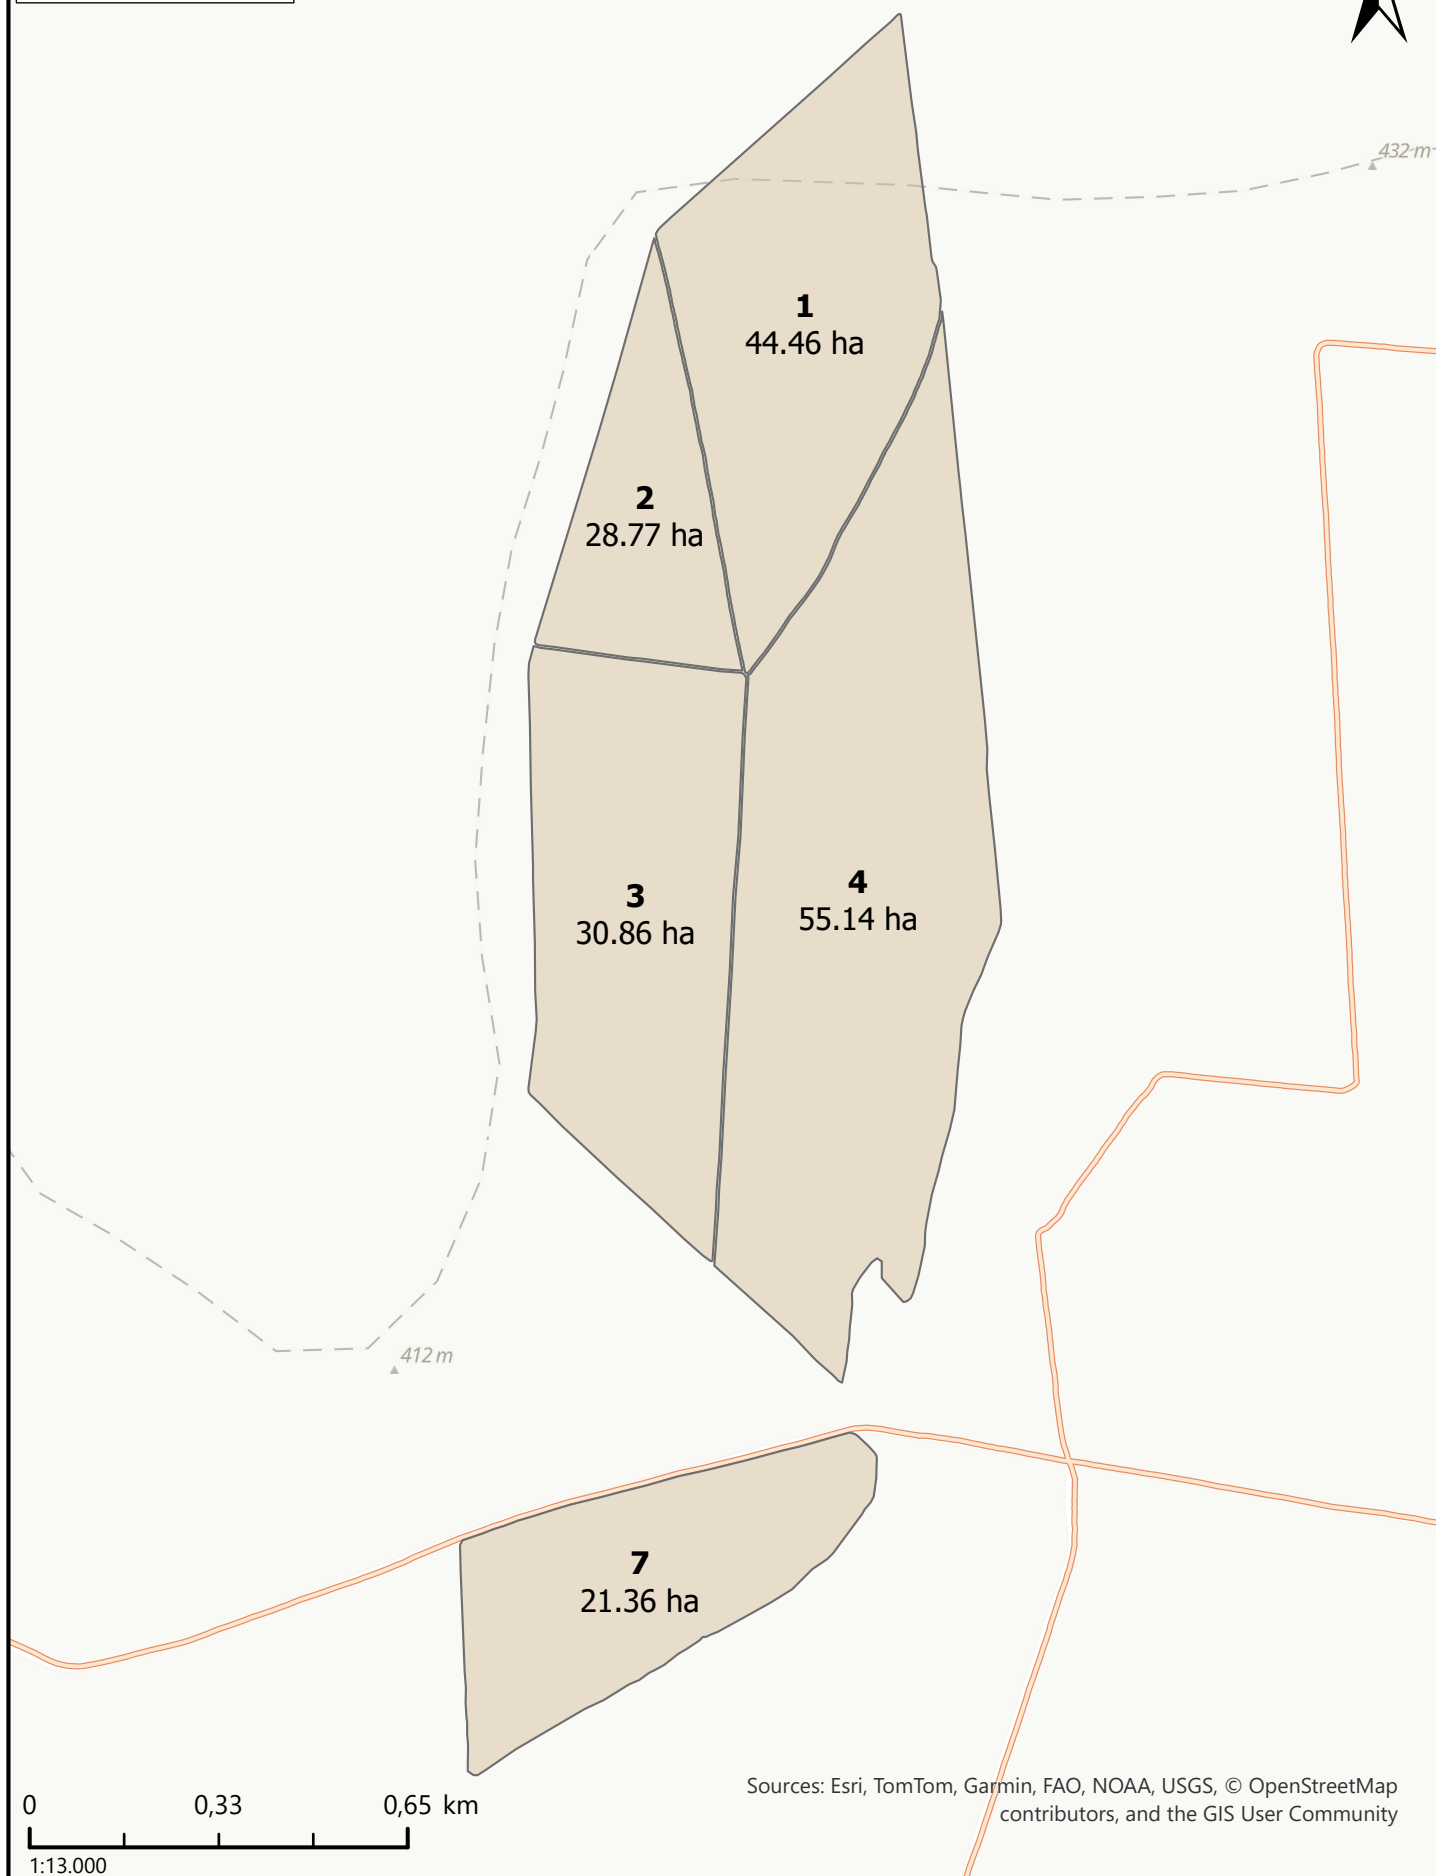 432 m
1
44.46 ha
2
28.77 ha
3
30.86 ha
4
55.14 ha
412 m
7
21.36 ha
Sources: Esri, TomTom, Garmin, FAO, NOAA, USGS, © OpenStreetMap
contributors, and the GIS User Community
0 0,33 0,65 km
1:13.000